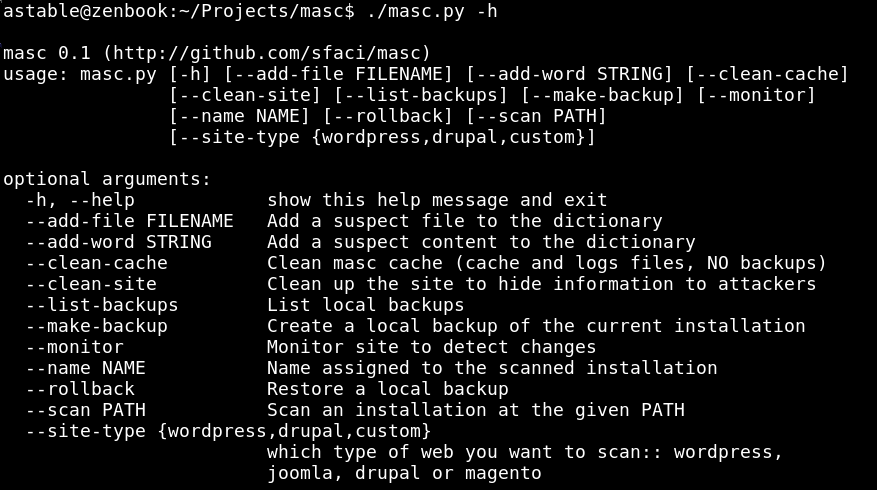 astable@zenbook:~/Projects/masc$ ./masc.py -h
masc 0.1 (http://github.com/sfaci/masc)
usage: masc.py [-h] [--add-file FILENAME] [--add-word STRING] [--clean-cache]
[--clean-site] [--list-backups] [--make-backup] [--monitor]
[--name NAME] [--rollback] [--scan PATH]
[--site-type {wordpress,drupal,custom}]
optional arguments:
-h, --help show this help message and exit
--add-file FILENAME Add a suspect file to the dictionary
--add-word STRING Add a suspect content to the dictionary
--clean-cache Clean masc cache (cache and logs files, NO backups)
--clean-site Clean up the site to hide information to attackers
--list-backups List local backups
--make-backup Create a local backup of the current installation
--monitor Monitor site to detect changes
--name NAME Name assigned to the scanned installation
--rollback Restore a local backup
--scan PATH Scan an installation at the given PATH
--site-type {wordpress,drupal,custom}
which type of web you want to scan:: wordpress,
joomla, drupal or magento